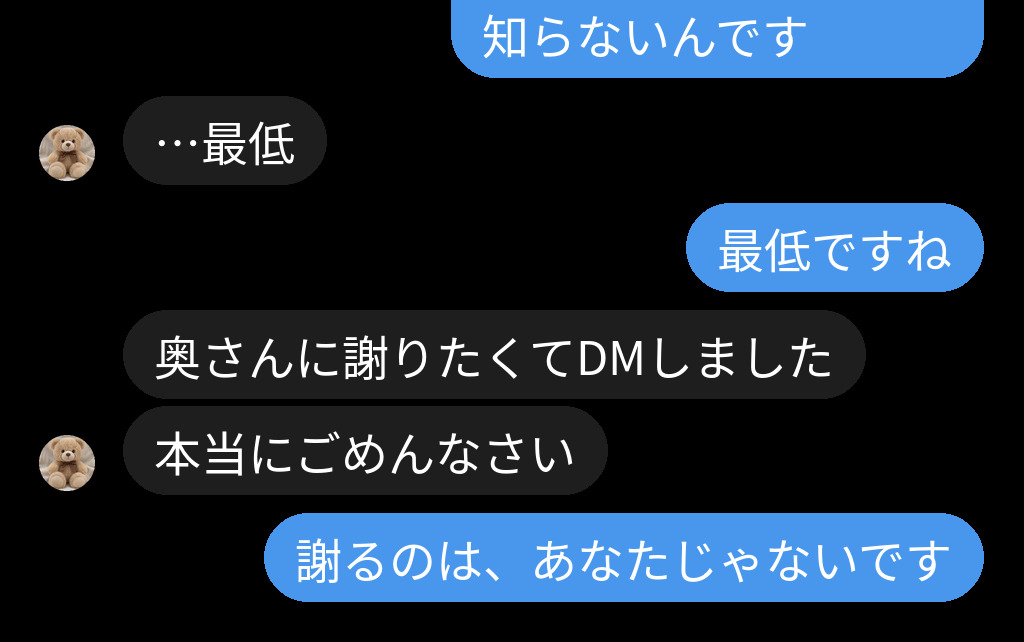 知らないんです
…最低
最低ですね
奥さんに謝りたくてDMしました
本当にごめんなさい
謝るのは、あなたじゃないです